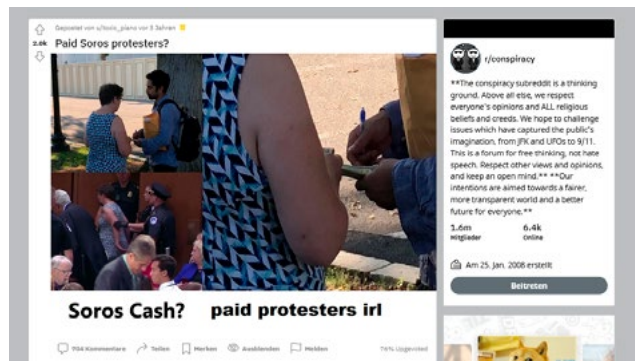 Gepostet von u/tools_piano vor 3 Jahren
2.0k
Paid Soros protesters?
Soros Cash?
paid protesters irl
Kommentare
Teilen
Merken
Ausblenden
Melden
76% Upgevoted
r/conspiracy
**The conspiracy subreddit is a thinking
ground. Above all else, we respect
everyone's opinions and ALL religious
beliefs and creeds. We hope to challenge
issues which have captured the public's
imagination, from JFK and UFOs to 9/11.
This is a forum for free thinking, not hate
speech. Respect other views and opinions,
and keep an open mind.** **Our
intentions are aimed towards a fairer,
more transparent world and a better
future for everyone.**
1.6m
Mitglieder
6.4k
Online
Am 25. Jan. 2008 erstellt
Beitreten